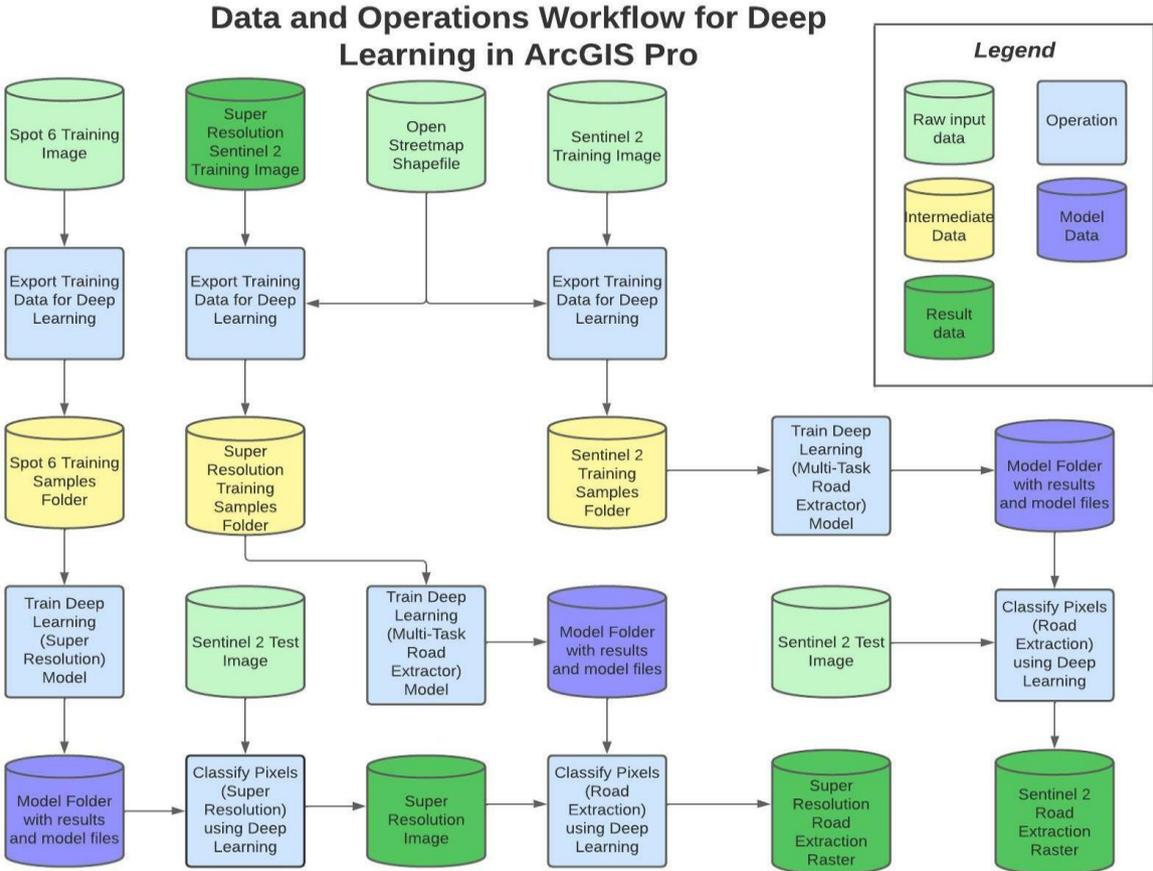 Data and Operations Workflow for Deep
Learning in ArcGIS Pro
Legend
Raw input
data
Operation
Intermediate
Data
Model
Data
Result
data
Spot 6 Training
Image
Super
Resolution
Sentinel 2
Training Image
Open
Streetmap
Shapefile
Sentinel 2
Training Image
Export Training
Data for Deep
Learning
Export Training
Data for Deep
Learning
Export Training
Data for Deep
Learning
Spot 6 Training
Samples
Folder
Super
Resolution
Training
Samples
Folder
Sentinel 2
Training
Samples
Folder
Train Deep
Learning
(Multi-Task
Road
Extractor)
Model
Model Folder
with results
and model files
Train Deep
Learning
(Super
Resolution)
Model
Sentinel 2 Test
Image
Train Deep
Learning
(Multi-Task
Road
Extractor)
Model
Model Folder
with results
and model files
Sentinel 2 Test
Image
Classify Pixels
(Road
Extraction)
using Deep
Learning
Model Folder
with results
and model files
Classify Pixels
(Super
Resolution)
using Deep
Learning
Super
Resolution
Image
Classify Pixels
(Road
Extraction)
using Deep
Learning
Super
Resolution
Road
Extraction
Raster
Sentinel 2
Road
Extraction
Raster